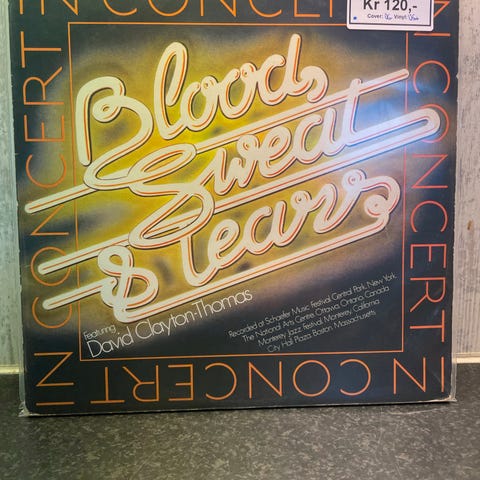 IN CONCERT
Kr 120,-
Cover: Vinyl:
IN CONCERT
Blood,
Sweat
& Tears
IN CONCERT
Featuring
David Clayton-Thomas
Recorded at Schaefer Music Festival, Central Park, New York
The National Arts Centre, Ottawa, Ontario, Canada
Monterey Jazz Festival, Monterey, California
City Hall Plaza, Boston, Massachusetts
IN CONCERT